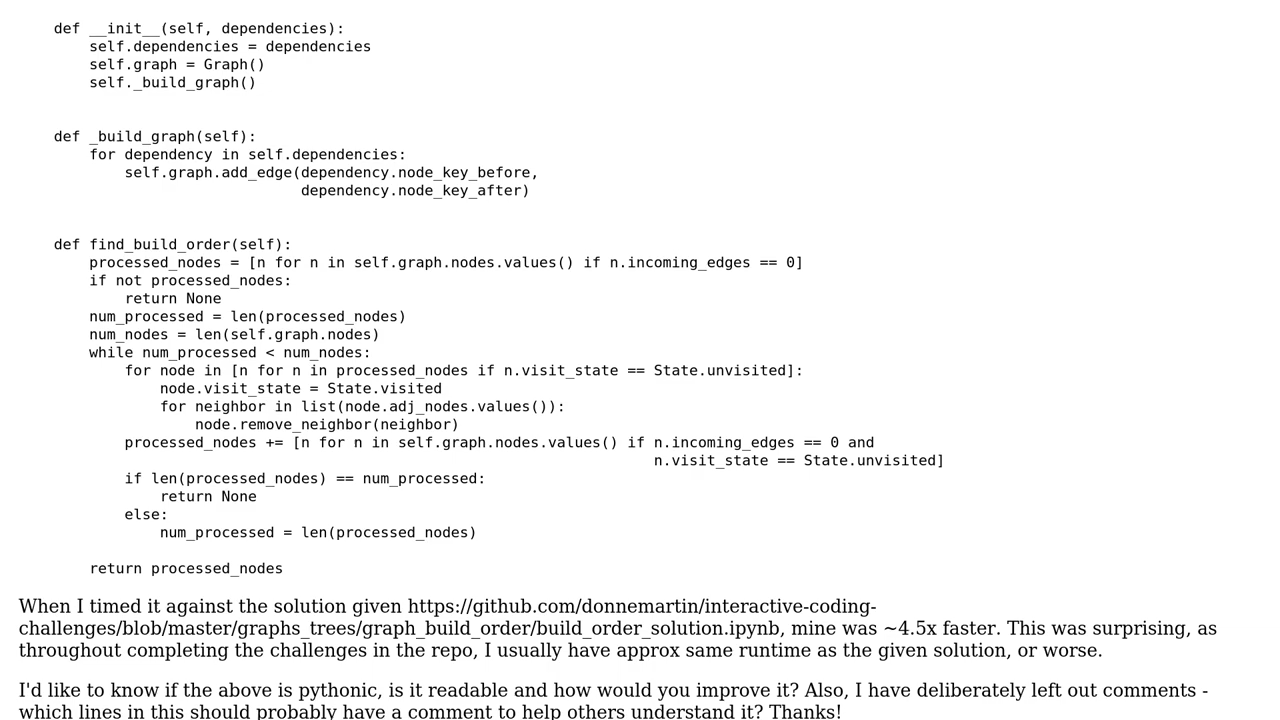 def __init__(self, dependencies):
self.dependencies = dependencies
self.graph = Graph()
self._build_graph()
def _build_graph(self):
for dependency in self.dependencies:
self.graph.add_edge(dependency.node_key_before,
dependency.node_key_after)
def find_build_order(self):
processed_nodes = [n for n in self.graph.nodes.values() if n.incoming_edges == 0]
if not processed_nodes:
return None
num_processed = len(processed_nodes)
num_nodes = len(self.graph.nodes)
while num_processed < num_nodes:
for node in [n for n in processed_nodes if n.visit_state == State.unvisited]:
node.visit_state = State.visited
for neighbor in list(node.adj_nodes.values()):
node.remove_neighbor(neighbor)
processed_nodes += [n for n in self.graph.nodes.values() if n.incoming_edges == 0 and
n.visit_state == State.unvisited]
if len(processed_nodes) == num_processed:
return None
else:
num_processed = len(processed_nodes)
return processed_nodes
When I timed it against the solution given https://github.com/donnemartin/interactive-coding-
challenges/blob/master/graphs_trees/graph_build_order/build_order_solution.ipynb, mine was ~4.5x faster. This was surprising, as
throughout completing the challenges in the repo, I usually have approx same runtime as the given solution, or worse.
I'd like to know if the above is pythonic, is it readable and how would you improve it? Also, I have deliberately left out comments -
which lines in this should probably have a comment to help others understand it? Thanks!